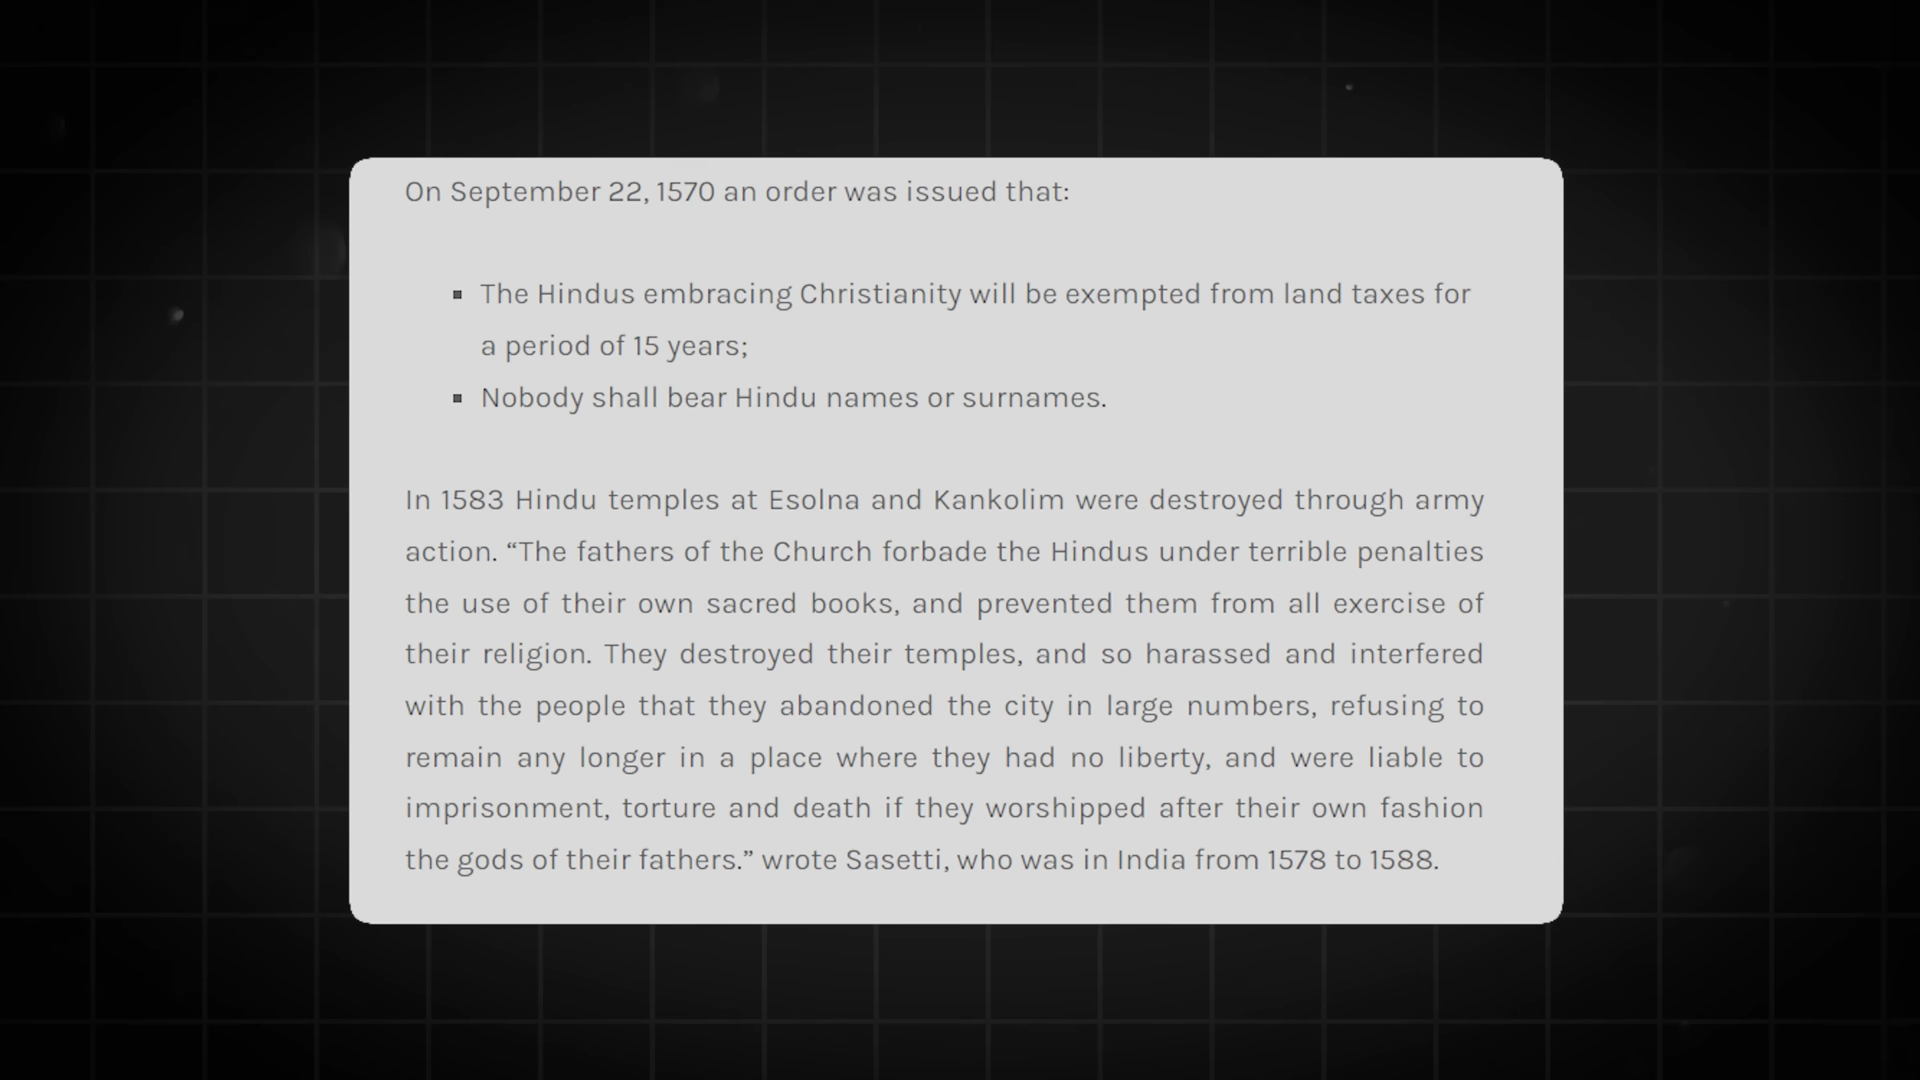 On September 22, 1570 an order was issued that:
▪ The Hindus embracing Christianity will be exempted from land taxes for
a period of 15 years;
▪ Nobody shall bear Hindu names or surnames.
In 1583 Hindu temples at Esolna and Kankolim were destroyed through army
action. “The fathers of the Church forbade the Hindus under terrible penalties
the use of their own sacred books, and prevented them from all exercise of
their religion. They destroyed their temples, and so harassed and interfered
with the people that they abandoned the city in large numbers, refusing to
remain any longer in a place where they had no liberty, and were liable to
imprisonment, torture and death if they worshipped after their own fashion
the gods of their fathers.” wrote Sasetti, who was in India from 1578 to 1588.